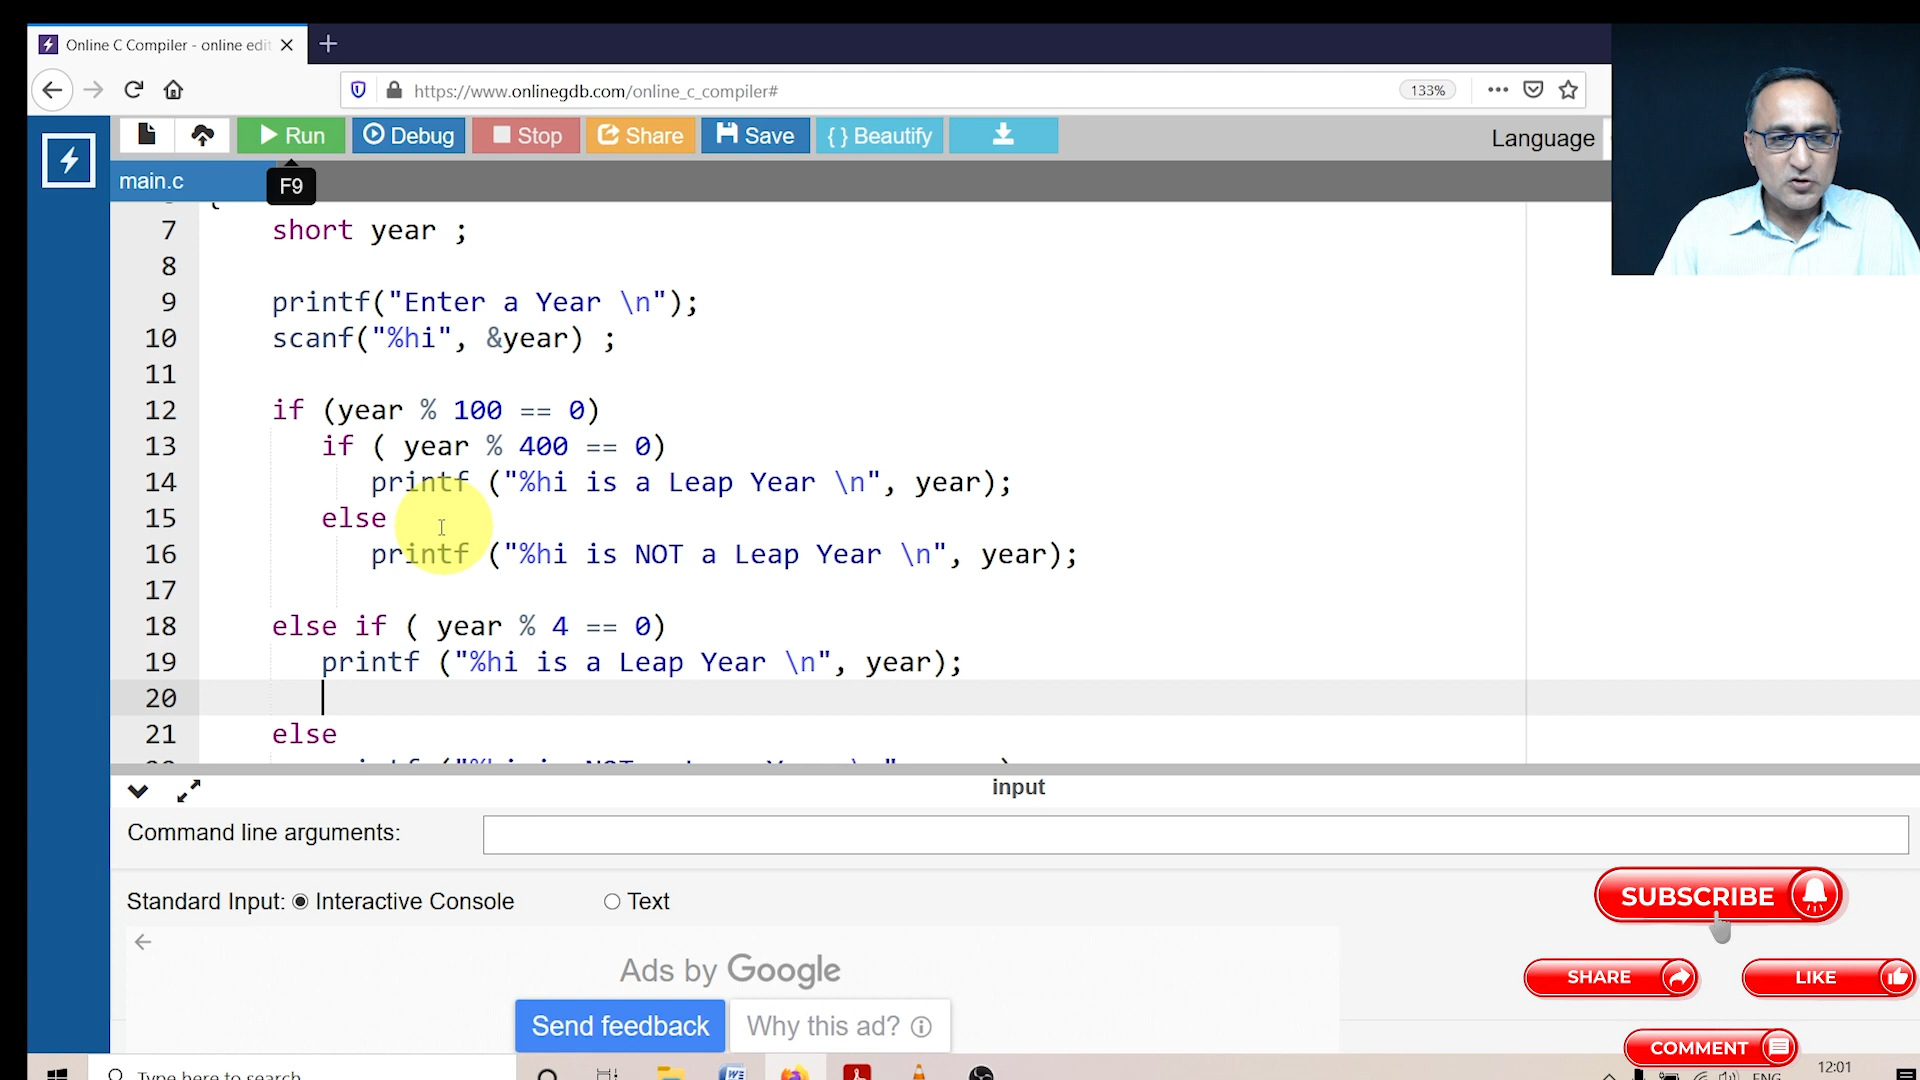 Online C Compiler - online edit
https://www.onlinegdb.com/online_c_compiler#
133%
Run
Debug
Stop
Share
Save
{ } Beautify
Language
main.c
F9
7 short year ;
8
9 printf("Enter a Year \n");
10 scanf("%hi", &year) ;
11
12 if (year % 100 == 0)
13 if ( year % 400 == 0)
14 printf ("%hi is a Leap Year \n", year);
15 else
16 printf ("%hi is NOT a Leap Year \n", year);
17
18 else if ( year % 4 == 0)
19 printf ("%hi is a Leap Year \n", year);
20
21 else
input
Command line arguments:
Standard Input: Interactive Console Text
SUBSCRIBE
Ads by Google
SHARE
LIKE
Send feedback
Why this ad?
COMMENT
Type here to search
12:01
ENG